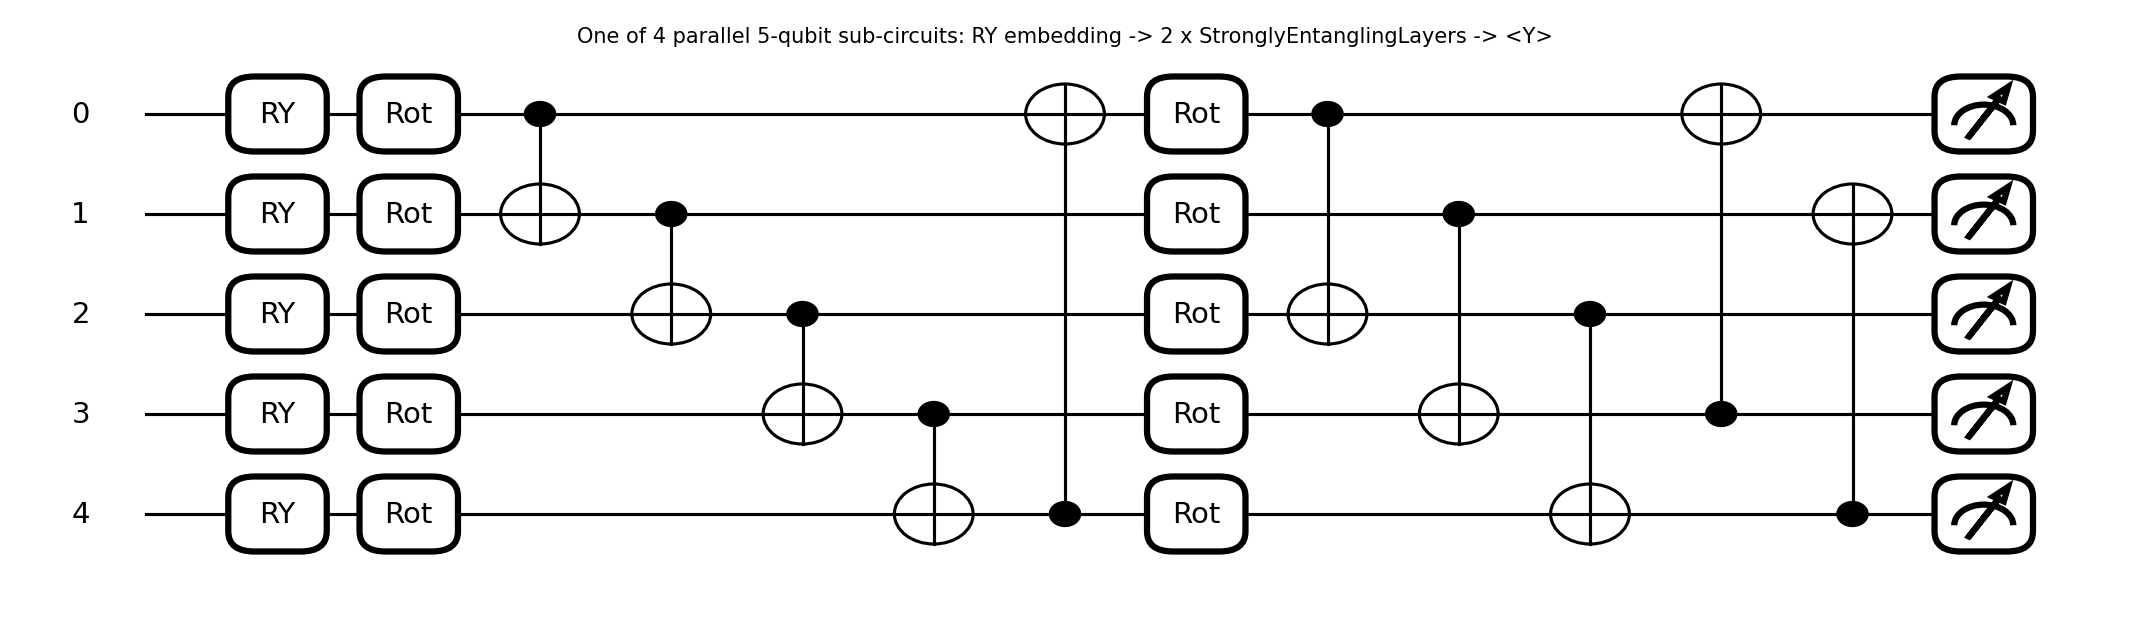 One of 4 parallel 5-qubit sub-circuits: RY embedding -> 2 x StronglyEntanglingLayers -> <Y>
0 RY Rot Rot
1 RY Rot Rot
2 RY Rot Rot
3 RY Rot Rot
4 RY Rot Rot